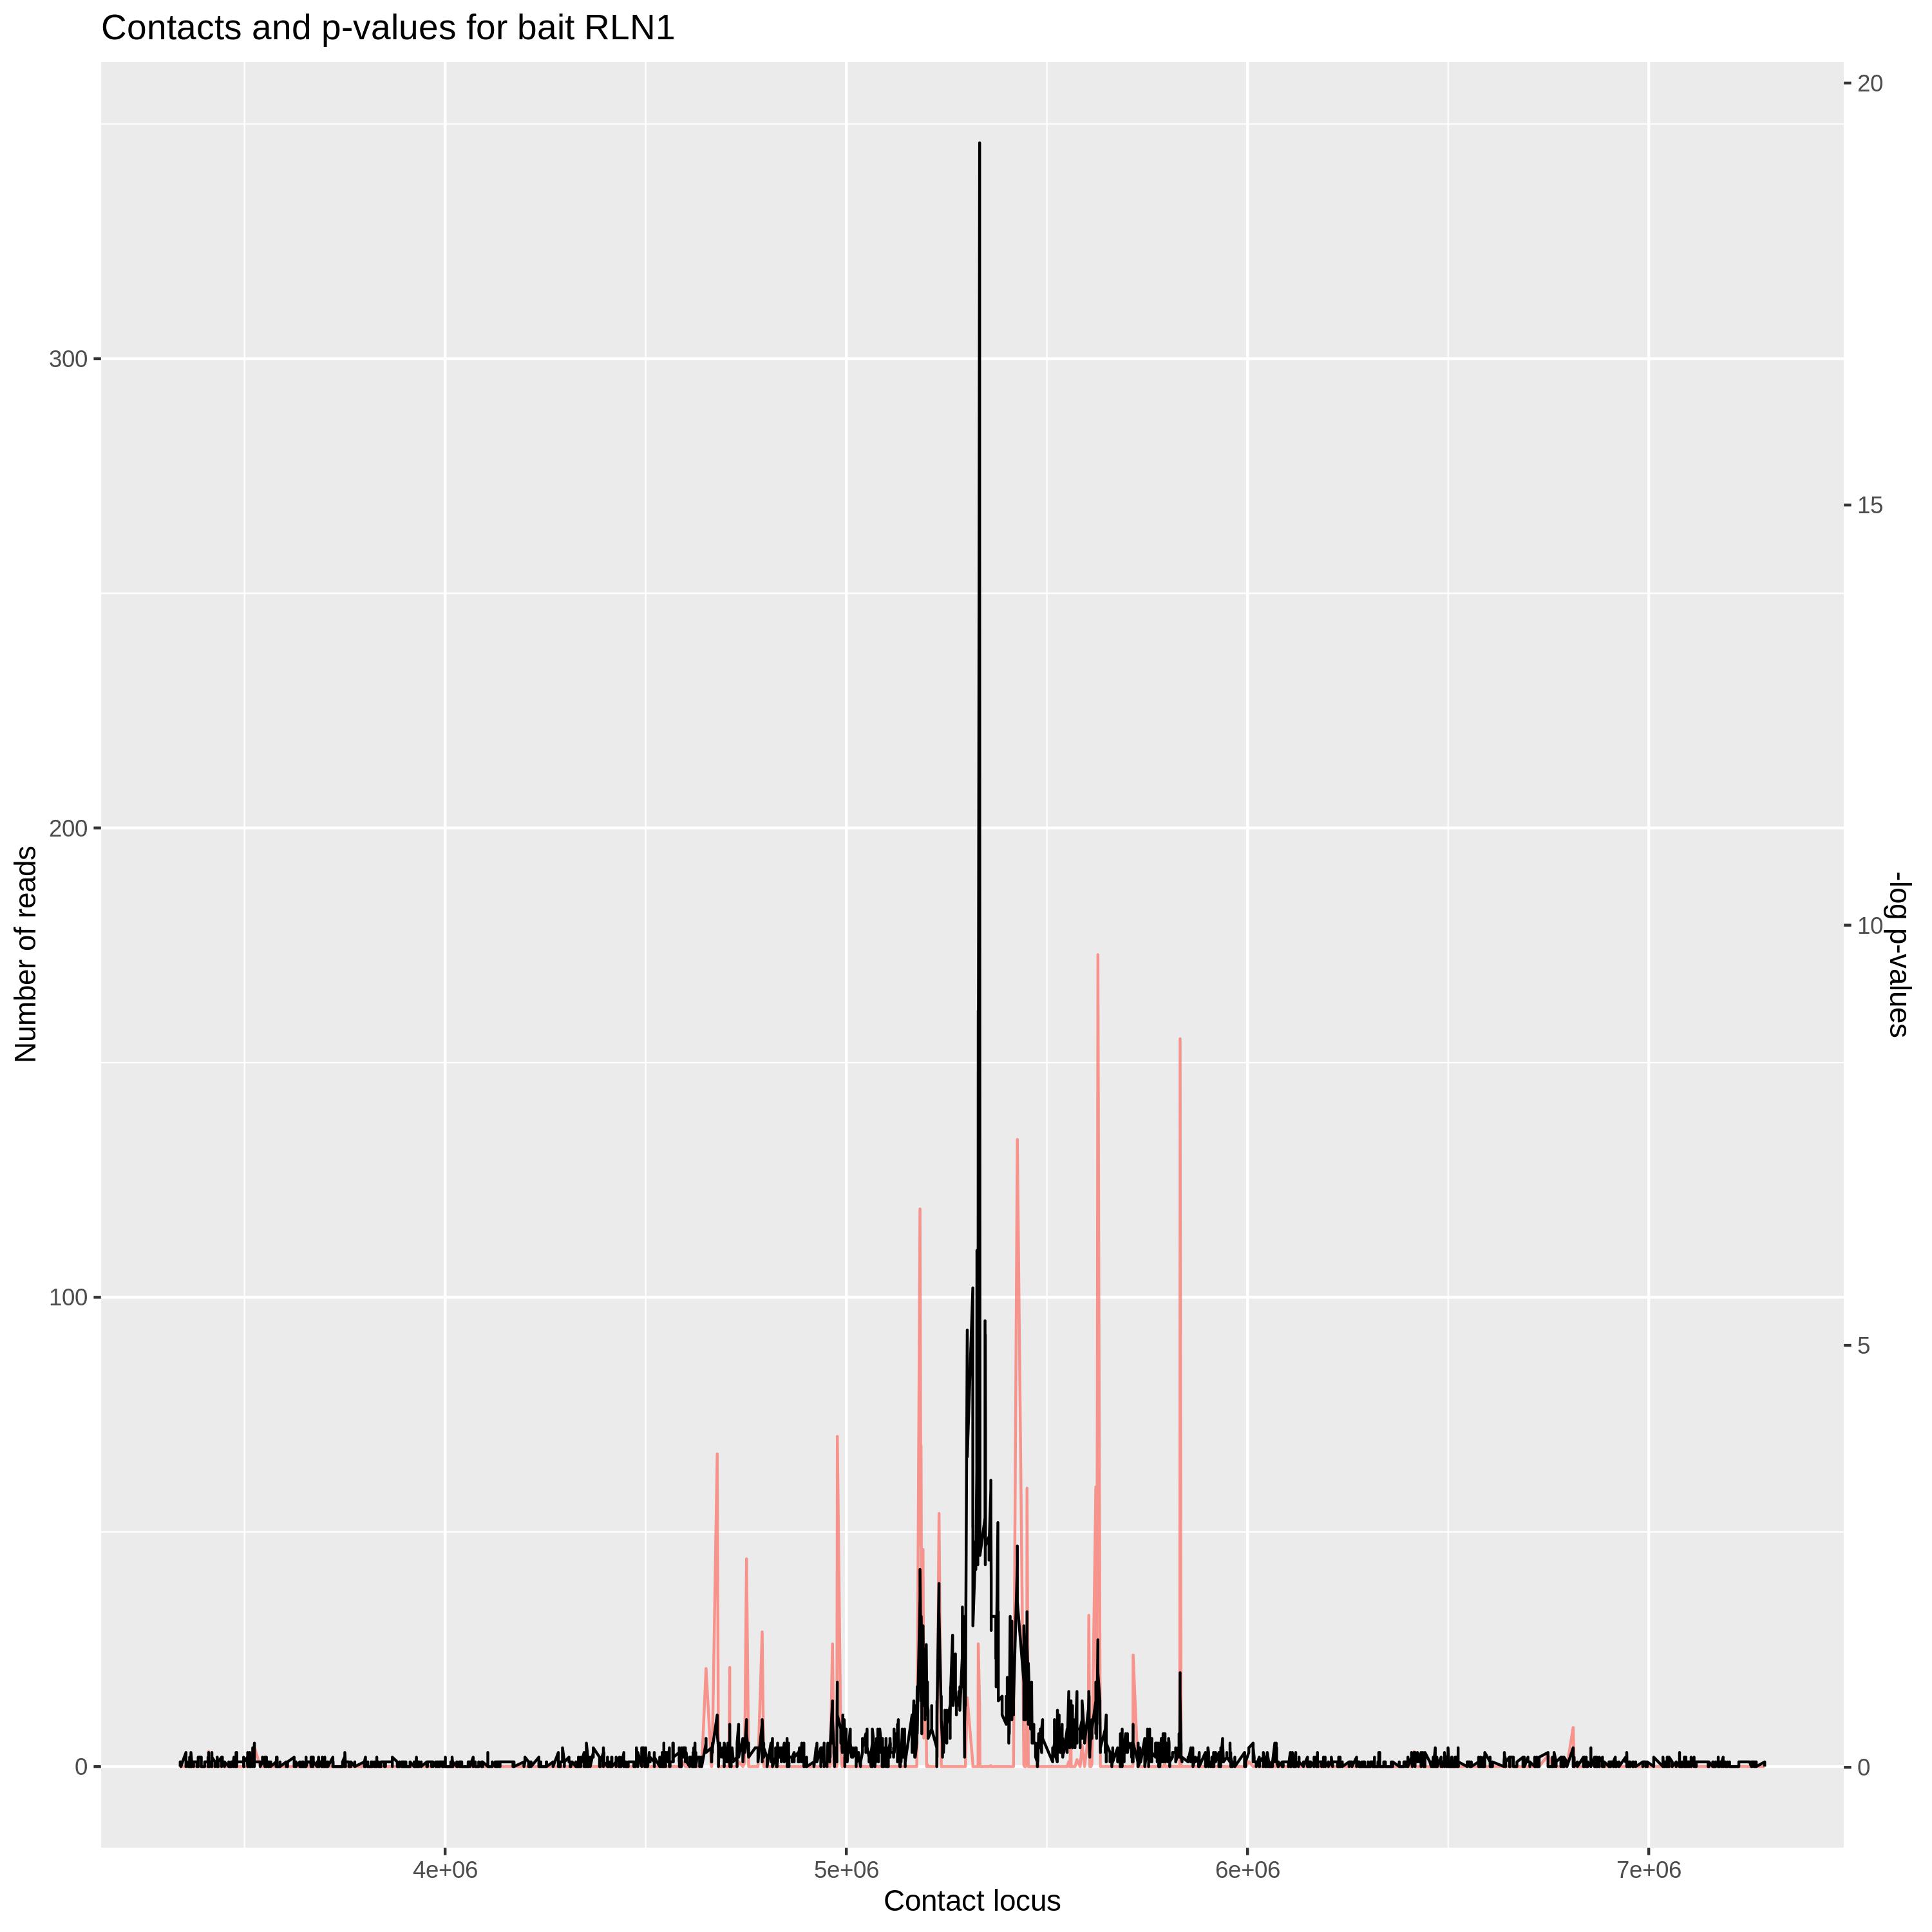 Contacts and p-values for bait RLN1
Number of reads
300
200
100
0
20
15
10
5
0
-log p-values
4e+06
5e+06
6e+06
7e+06
Contact locus